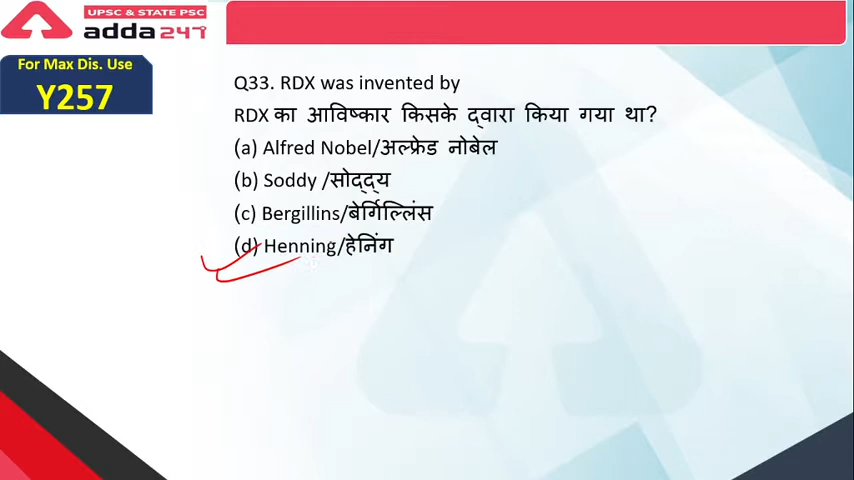 UPSC & STATE PSC
adda247
For Max Dis. Use
Y257
Q33. RDX was invented by
RDX का आविष्कार किसके द्वारा किया गया था?
(a) Alfred Nobel/अल्फ्रेड नोबेल
(b) Soddy /सोद्द्य
(c) Bergillins/बेर्गिल्लिंस
(d) Henning/हेनिंग